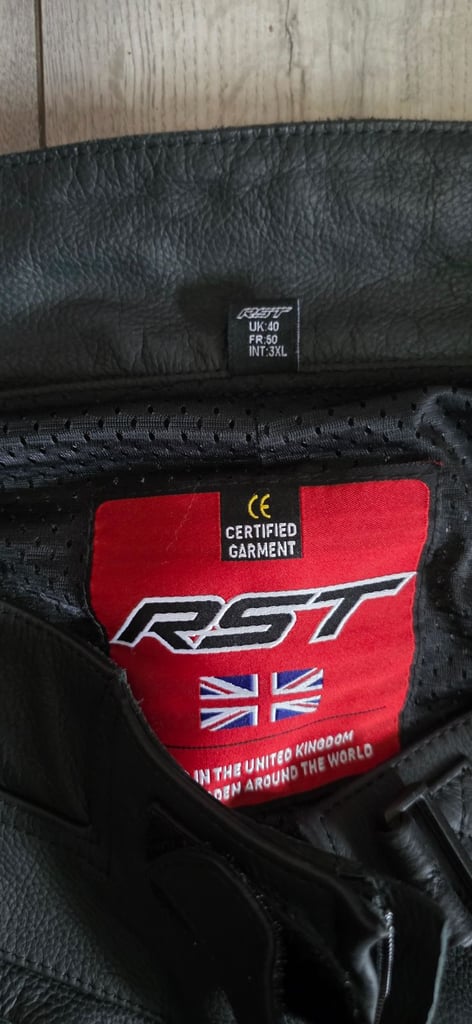 RST
UK:40
FR:50
INT:3XL
CE
CERTIFIED
GARMENT
RST
IN THE UNITED KINGDOM
AROUND THE WORLD